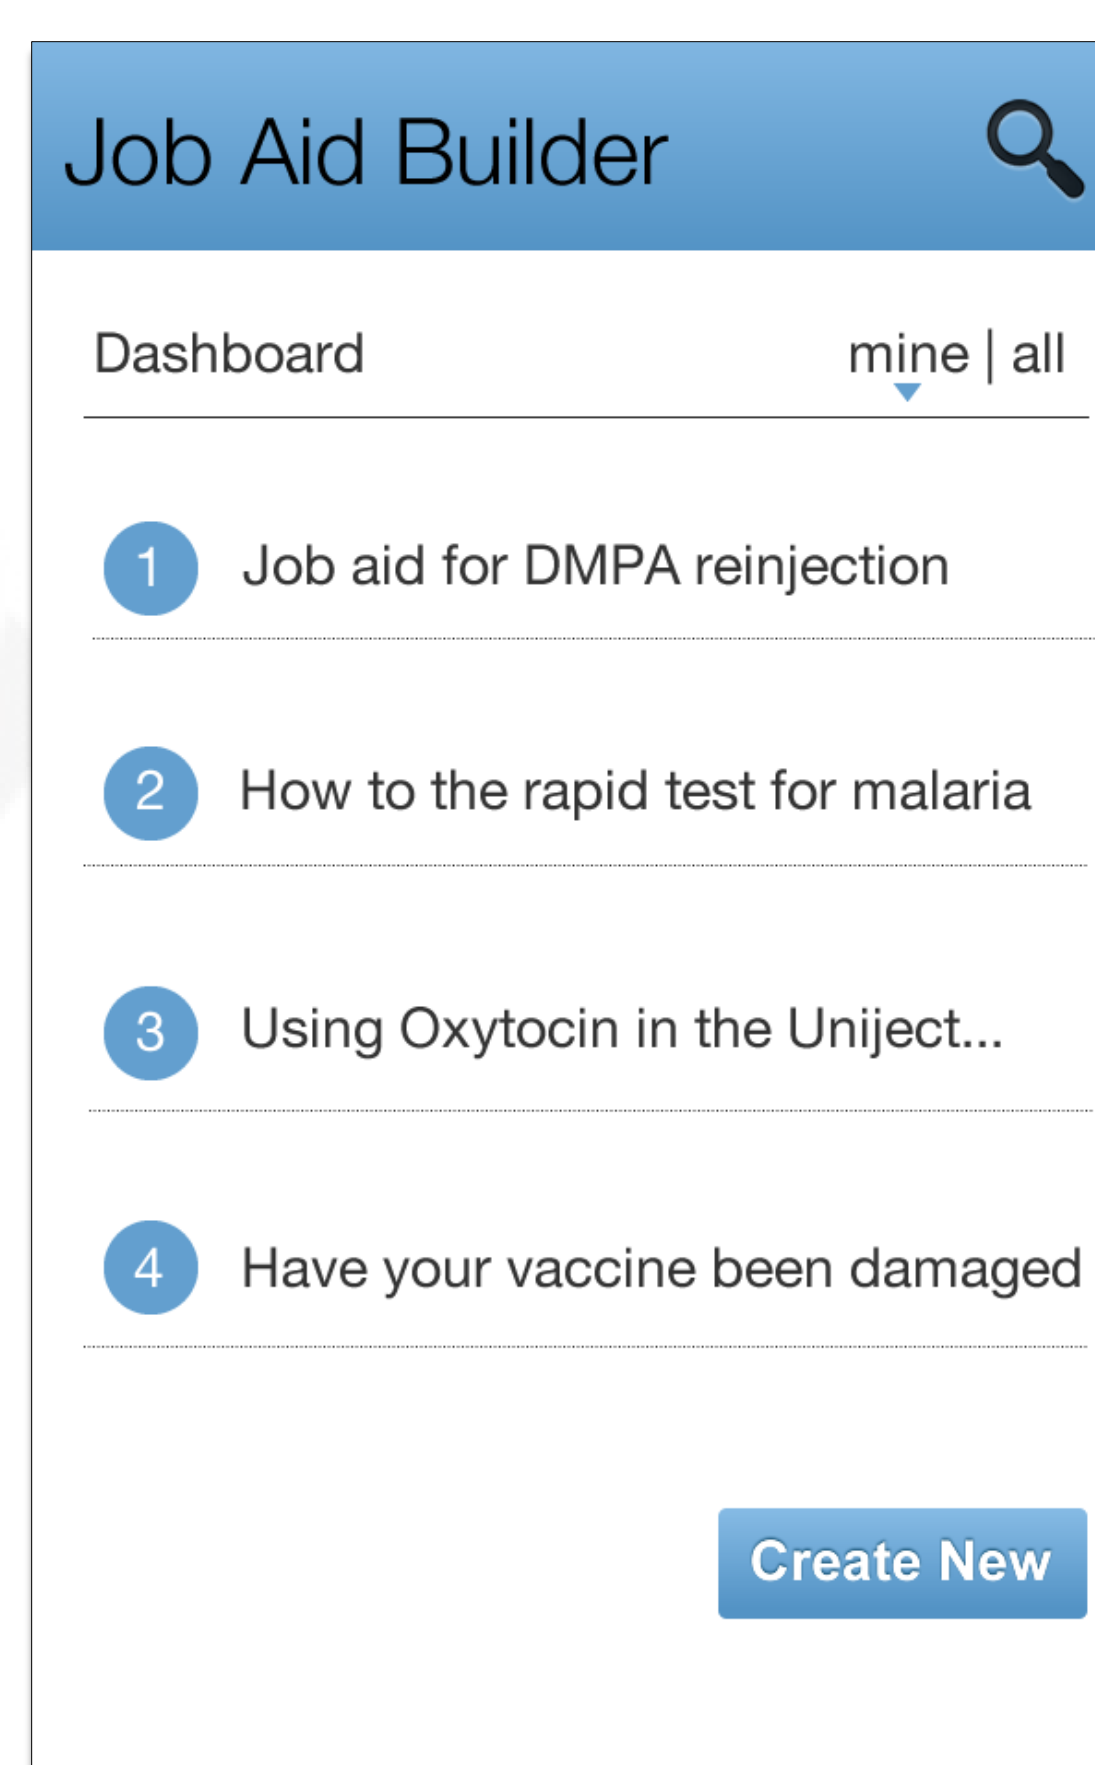 Job Aid Builder
Dashboard mine | all
1 Job aid for DMPA reinjection
2 How to the rapid test for malaria
3 Using Oxytocin in the Uniject...
4 Have your vaccine been damaged
Create New